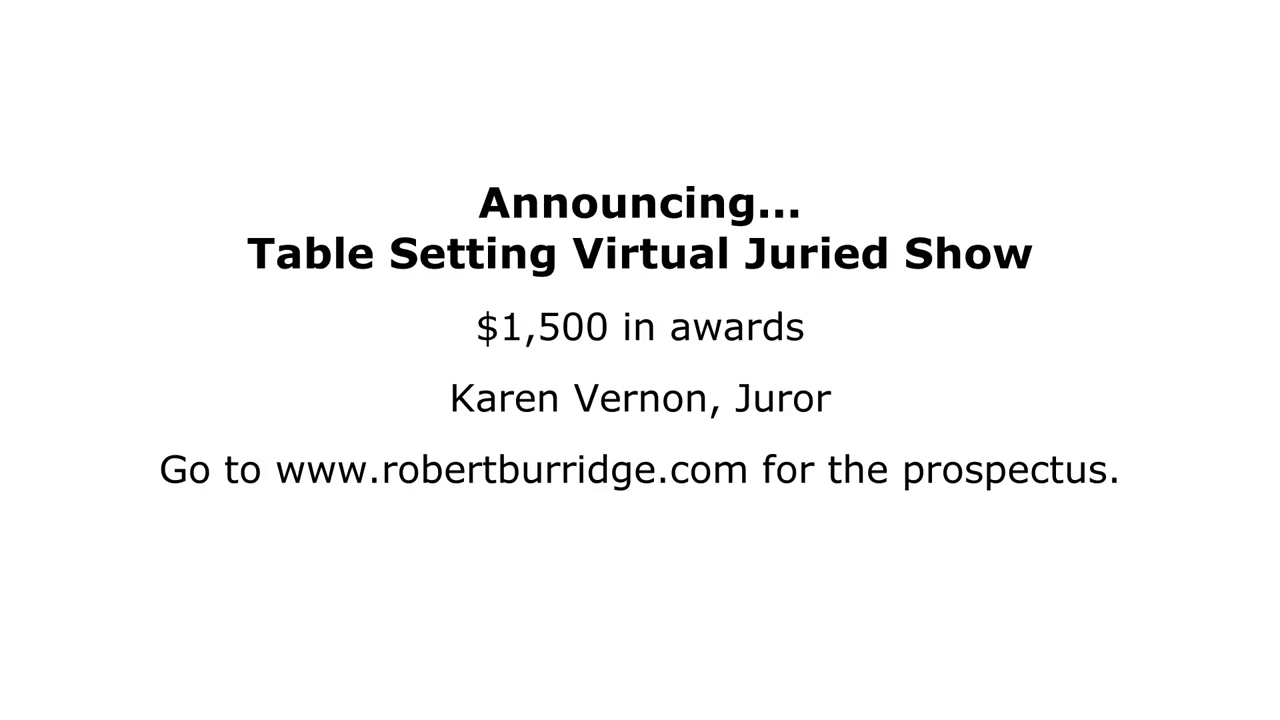 Announcing...
Table Setting Virtual Juried Show
$1,500 in awards
Karen Vernon, Juror
Go to www.robertburridge.com for the prospectus.